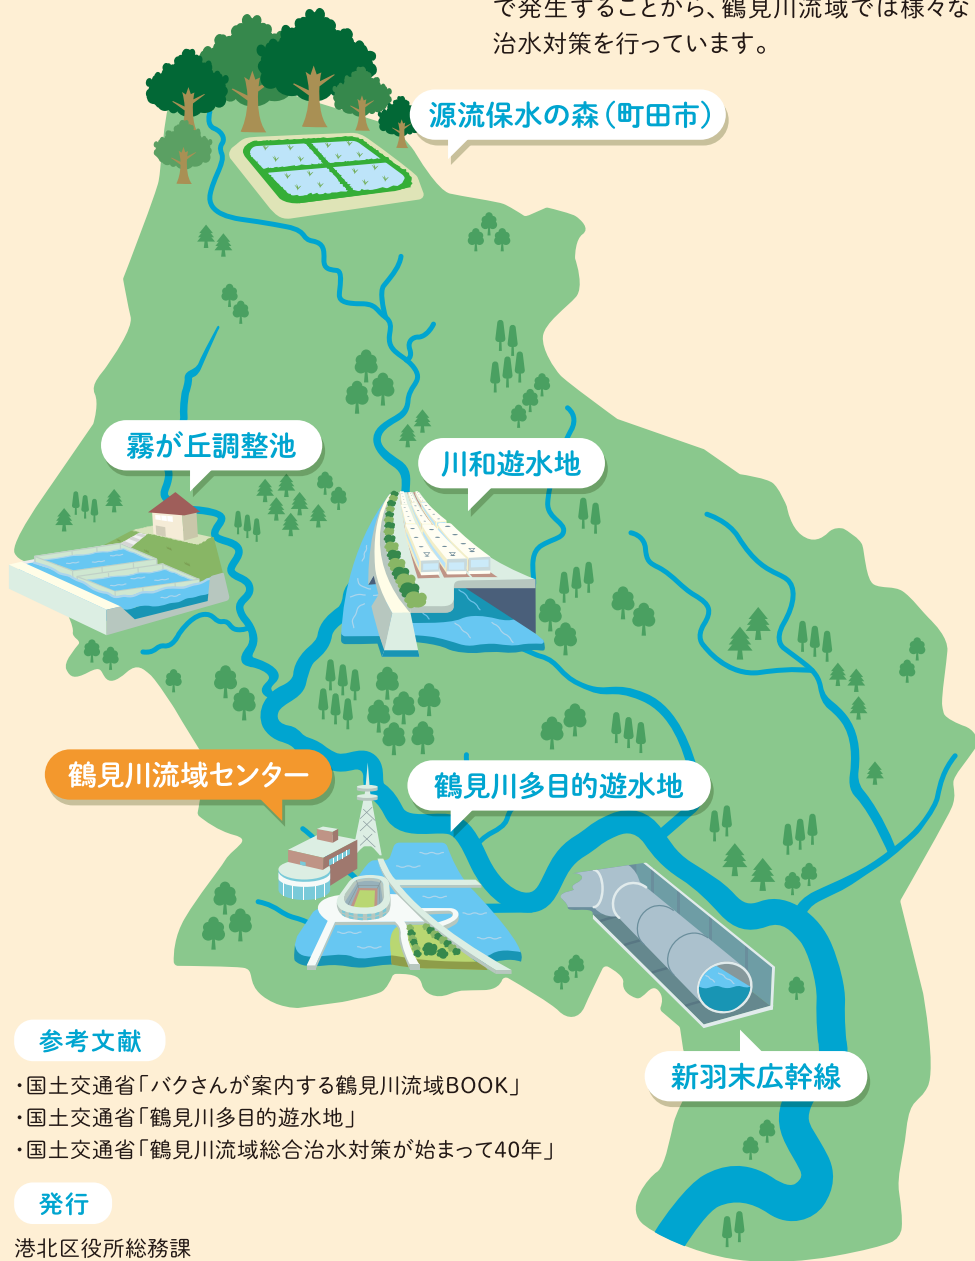 で発生することから、鶴見川流域では様々な
治水対策を行っています。
源流保水の森（町田市）
霧が丘調整池
川和遊水地
鶴見川流域センター
鶴見川多目的遊水地
新羽末広幹線
参考文献
・国土交通省「バクさんが案内する鶴見川流域BOOK」
・国土交通省「鶴見川多目的遊水地」
・国土交通省「鶴見川流域総合治水対策が始まって40年」
発行
港北区役所総務課